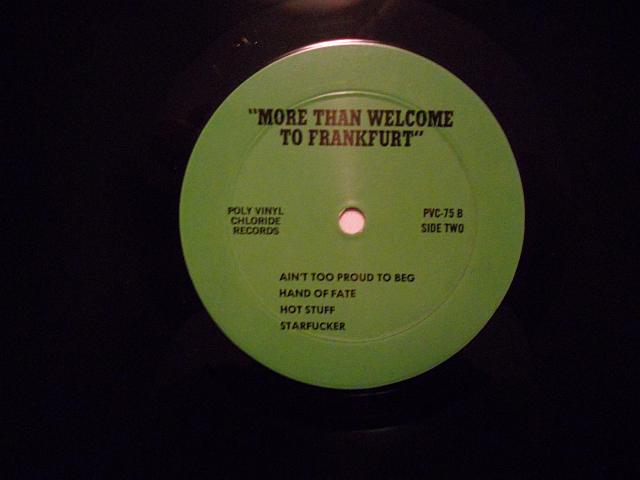 "MORE THAN WELCOME
TO FRANKFURT"
POLY VINYL
CHLORIDE
RECORDS
PVC-75 B
SIDE TWO
AIN'T TOO PROUD TO BEG
HAND OF FATE
HOT STUFF
STARFUCKER